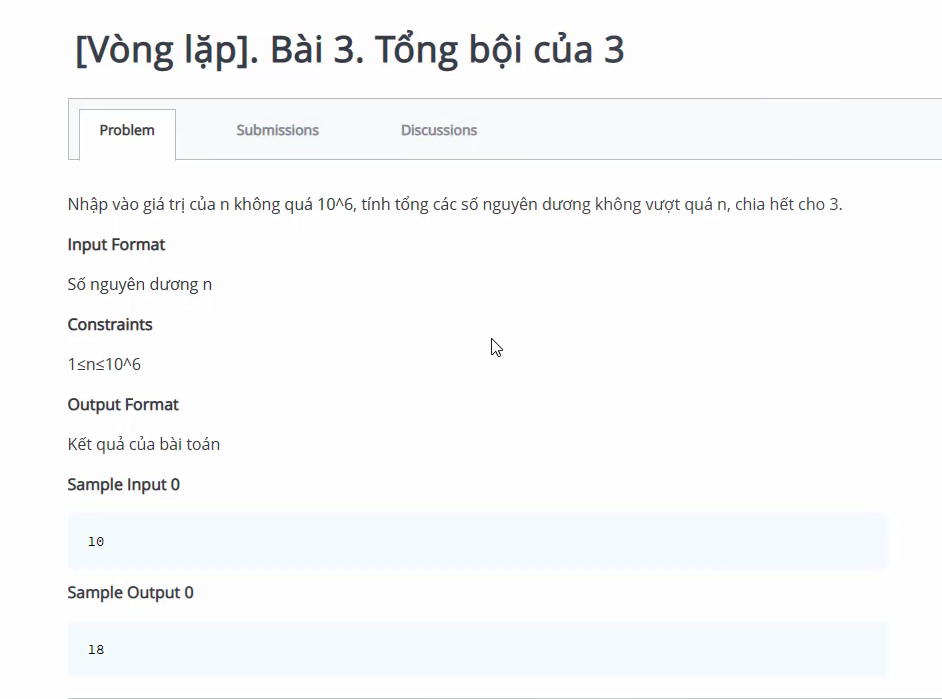 [Vòng lặp]. Bài 3. Tổng bội của 3
Problem Submissions Discussions
Nhập vào giá trị của n không quá 10^6, tính tổng các số nguyên dương không vượt quá n, chia hết cho 3.
Input Format
Số nguyên dương n
Constraints
1≤n≤10^6
Output Format
Kết quả của bài toán
Sample Input 0
10
Sample Output 0
18